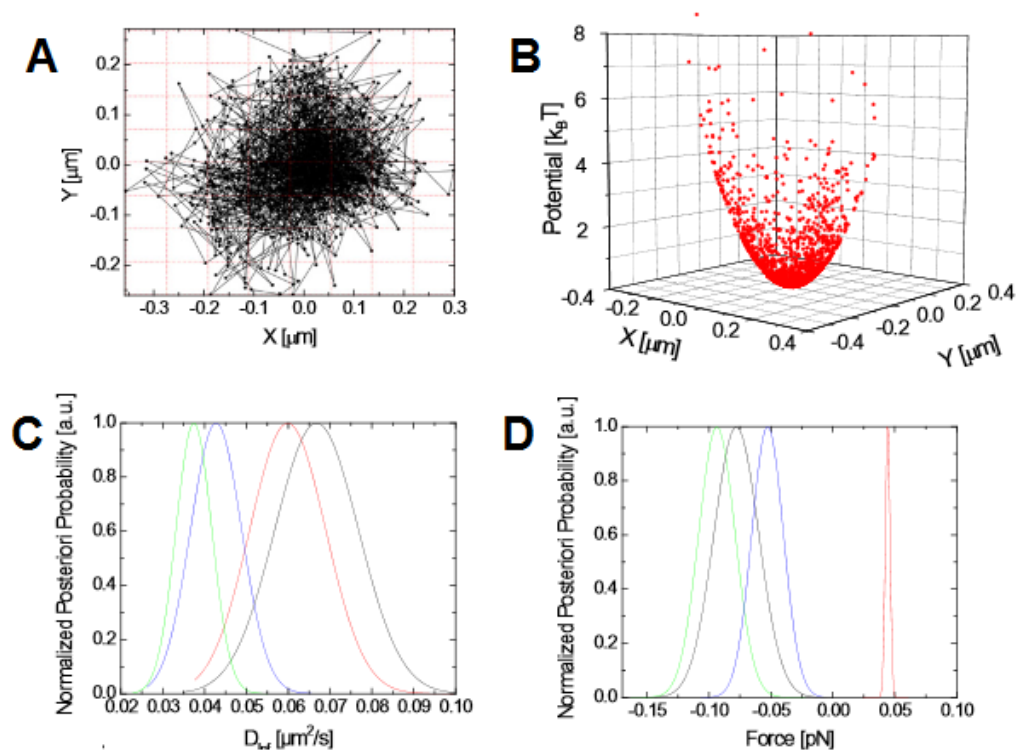 A
Y [µm]
0.2
0.1
0.0
-0.1
-0.2
-0.3 -0.2 -0.1 0.0 0.1 0.2 0.3
X [µm]
B
Potential [kBT]
8
6
4
2
-0.4 -0.2 0.0 0.2 0.4
X [µm]
-0.4 -0.2 0.0 0.2 0.4
Y [µm]
C
Normalized Posteriori Probability [a.u.]
1.0
0.8
0.6
0.4
0.2
0.0
0.02 0.03 0.04 0.05 0.06 0.07 0.08 0.09 0.10
[µm²/s]
D
Normalized Posteriori Probability [a.u.]
1.0
0.8
0.6
0.4
0.2
0.0
-0.15 -0.10 -0.05 0.00 0.05 0.10
Force [pN]